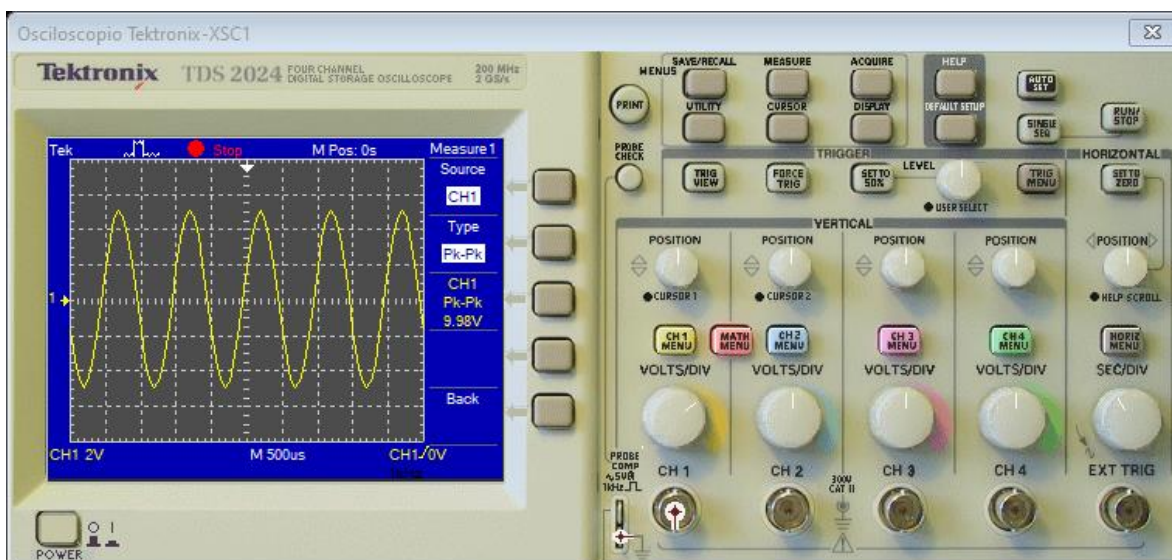 Osciloscopio Tektronix-XSC1
Tektronix TDS 2024 FOUR CHANNEL
DIGITAL STORAGE OSCILLOSCOPE
200 MHz
2 GS/s
Tek Stop M Pos: 0s
1
CH1 2V M 500us CH1 0V
Measure1
Source
CH1
Type
Pk-Pk
CH1
Pk-Pk
9.98V
Back
POWER
MENUS
SAVE/RECALL MEASURE ACQUIRE
UTILITY CURSOR DISPLAY
HELP
DEFAULT SETUP
PRINT
AUTO
SET
SINGLE
SEQ
RUN/
STOP
PROBE
CHECK
TRIGGER
TRIG
VIEW
FORCE
TRIG
SET TO
50%
LEVEL
USER SELECT
TRIG
MENU
HORIZONTAL
SET TO
ZERO
VERTICAL
POSITION POSITION POSITION POSITION POSITION
CURSOR 1 CURSOR 2 HELP SCROLL
CH 1
MENU
MATH
MENU
CH 2
MENU
CH 3
MENU
CH 4
MENU
HORIZ
MENU
VOLTS/DIV VOLTS/DIV VOLTS/DIV VOLTS/DIV SEC/DIV
PROBE
COMP
1kHz
CH 1 CH 2 CH 3 CH 4 EXT TRIG
300V
CAT II